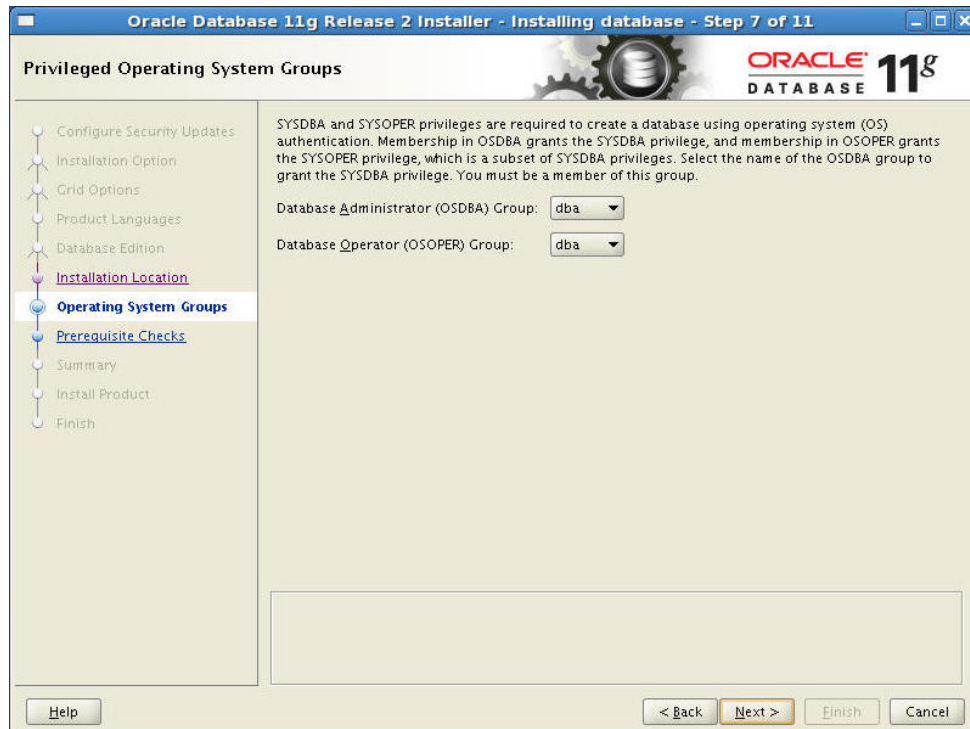 Oracle Database 11g Release 2 Installer - Installing database - Step 7 of 11
Privileged Operating System Groups
ORACLE
DATABASE
11g
Configure Security Updates
Installation Option
Grid Options
Product Languages
Database Edition
Installation Location
Operating System Groups
Prerequisite Checks
Summary
Install Product
Finish
SYSDBA and SYSOPER privileges are required to create a database using operating system (OS)
authentication. Membership in OSDBA grants the SYSDBA privilege, and membership in OSOPER grants
the SYSOPER privilege, which is a subset of SYSDBA privileges. Select the name of the OSDBA group to
grant the SYSDBA privilege. You must be a member of this group.
Database Administrator (OSDBA) Group: dba
Database Operator (OSOPER) Group: dba
Help < Back Next > Finish Cancel